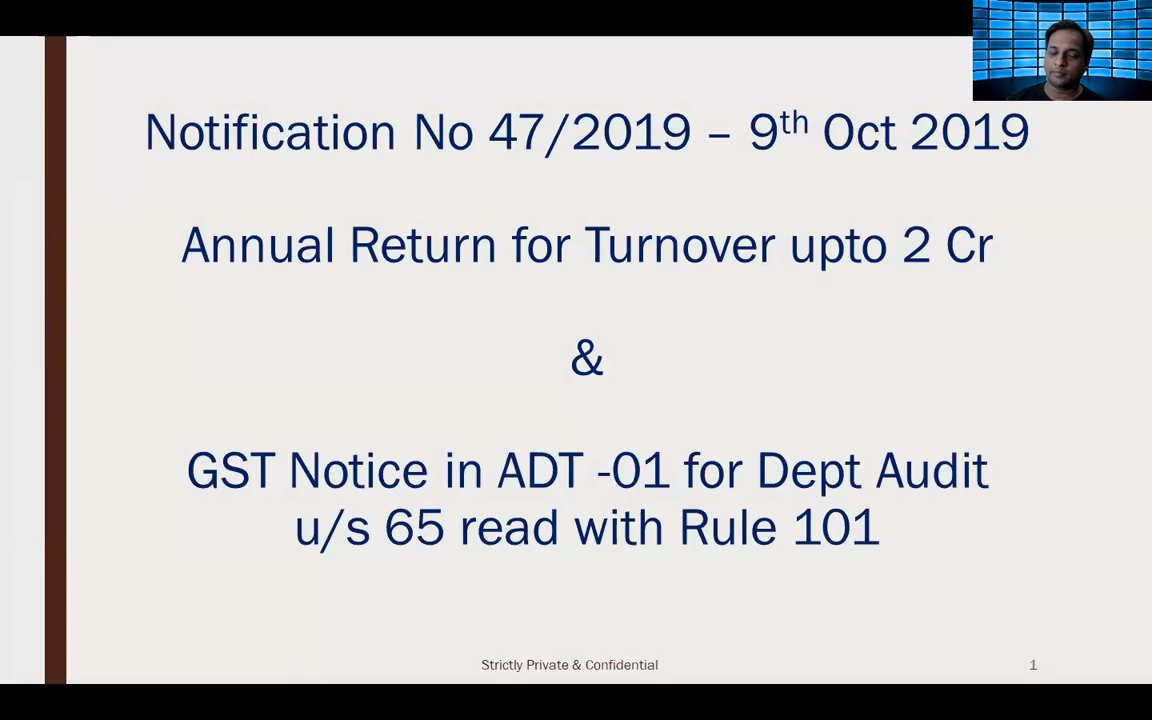 Notification No 47/2019 – 9th Oct 2019
Annual Return for Turnover upto 2 Cr
&
GST Notice in ADT -01 for Dept Audit
u/s 65 read with Rule 101
Strictly Private & Confidential
1